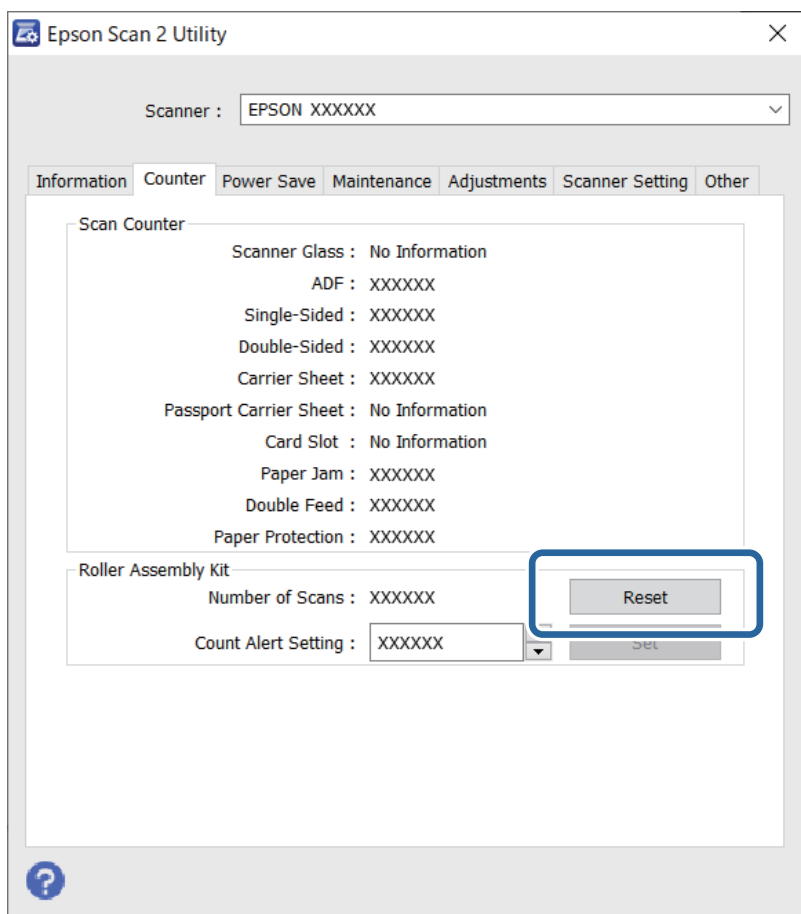 Epson Scan 2 Utility
Scanner : EPSON XXXXXX
Information Counter Power Save Maintenance Adjustments Scanner Setting Other
Scan Counter
Scanner Glass : No Information
ADF : XXXXXX
Single-Sided : XXXXXX
Double-Sided : XXXXXX
Carrier Sheet : XXXXXX
Passport Carrier Sheet : No Information
Card Slot : No Information
Paper Jam : XXXXXX
Double Feed : XXXXXX
Paper Protection : XXXXXX
Roller Assembly Kit
Number of Scans : XXXXXX Reset
Count Alert Setting : XXXXXX Set
?